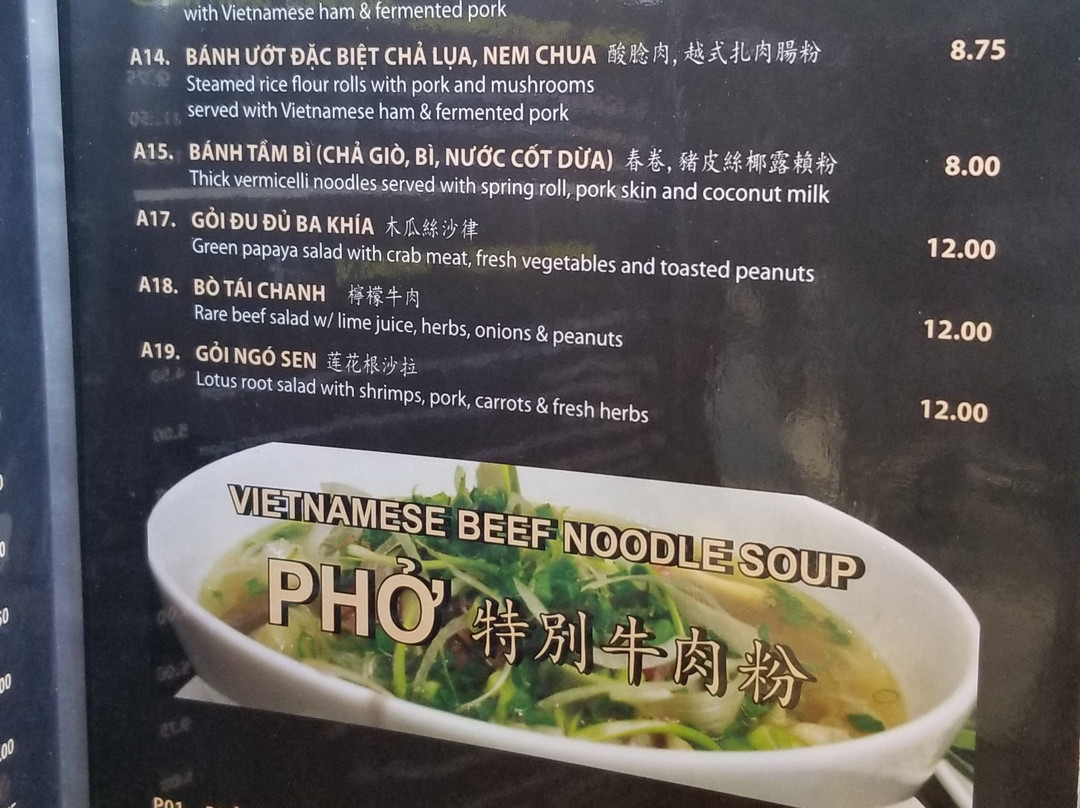 with Vietnamese ham & fermented pork
A14. BÁNH ƯỚT ĐẶC BIỆT CHẢ LỤA, NEM CHUA 酸脍肉, 越式扎肉腸粉 8.75
Steamed rice flour rolls with pork and mushrooms
served with Vietnamese ham & fermented pork
A15. BÁNH TẦM BÌ (CHẢ GIÒ, BÌ, NƯỚC CỐT DỪA) 春卷, 豬皮絲椰露賴粉 8.00
Thick vermicelli noodles served with spring roll, pork skin and coconut milk
A17. GỎI ĐU ĐỦ BA KHÍA 木瓜絲沙律 12.00
Green papaya salad with crab meat, fresh vegetables and toasted peanuts
A18. BÒ TÁI CHANH 檸檬牛肉 12.00
Rare beef salad w/ lime juice, herbs, onions & peanuts
A19. GỎI NGÓ SEN 莲花根沙拉 12.00
Lotus root salad with shrimps, pork, carrots & fresh herbs
VIETNAMESE BEEF NOODLE SOUP
PHỞ 特別牛肉粉
P01.